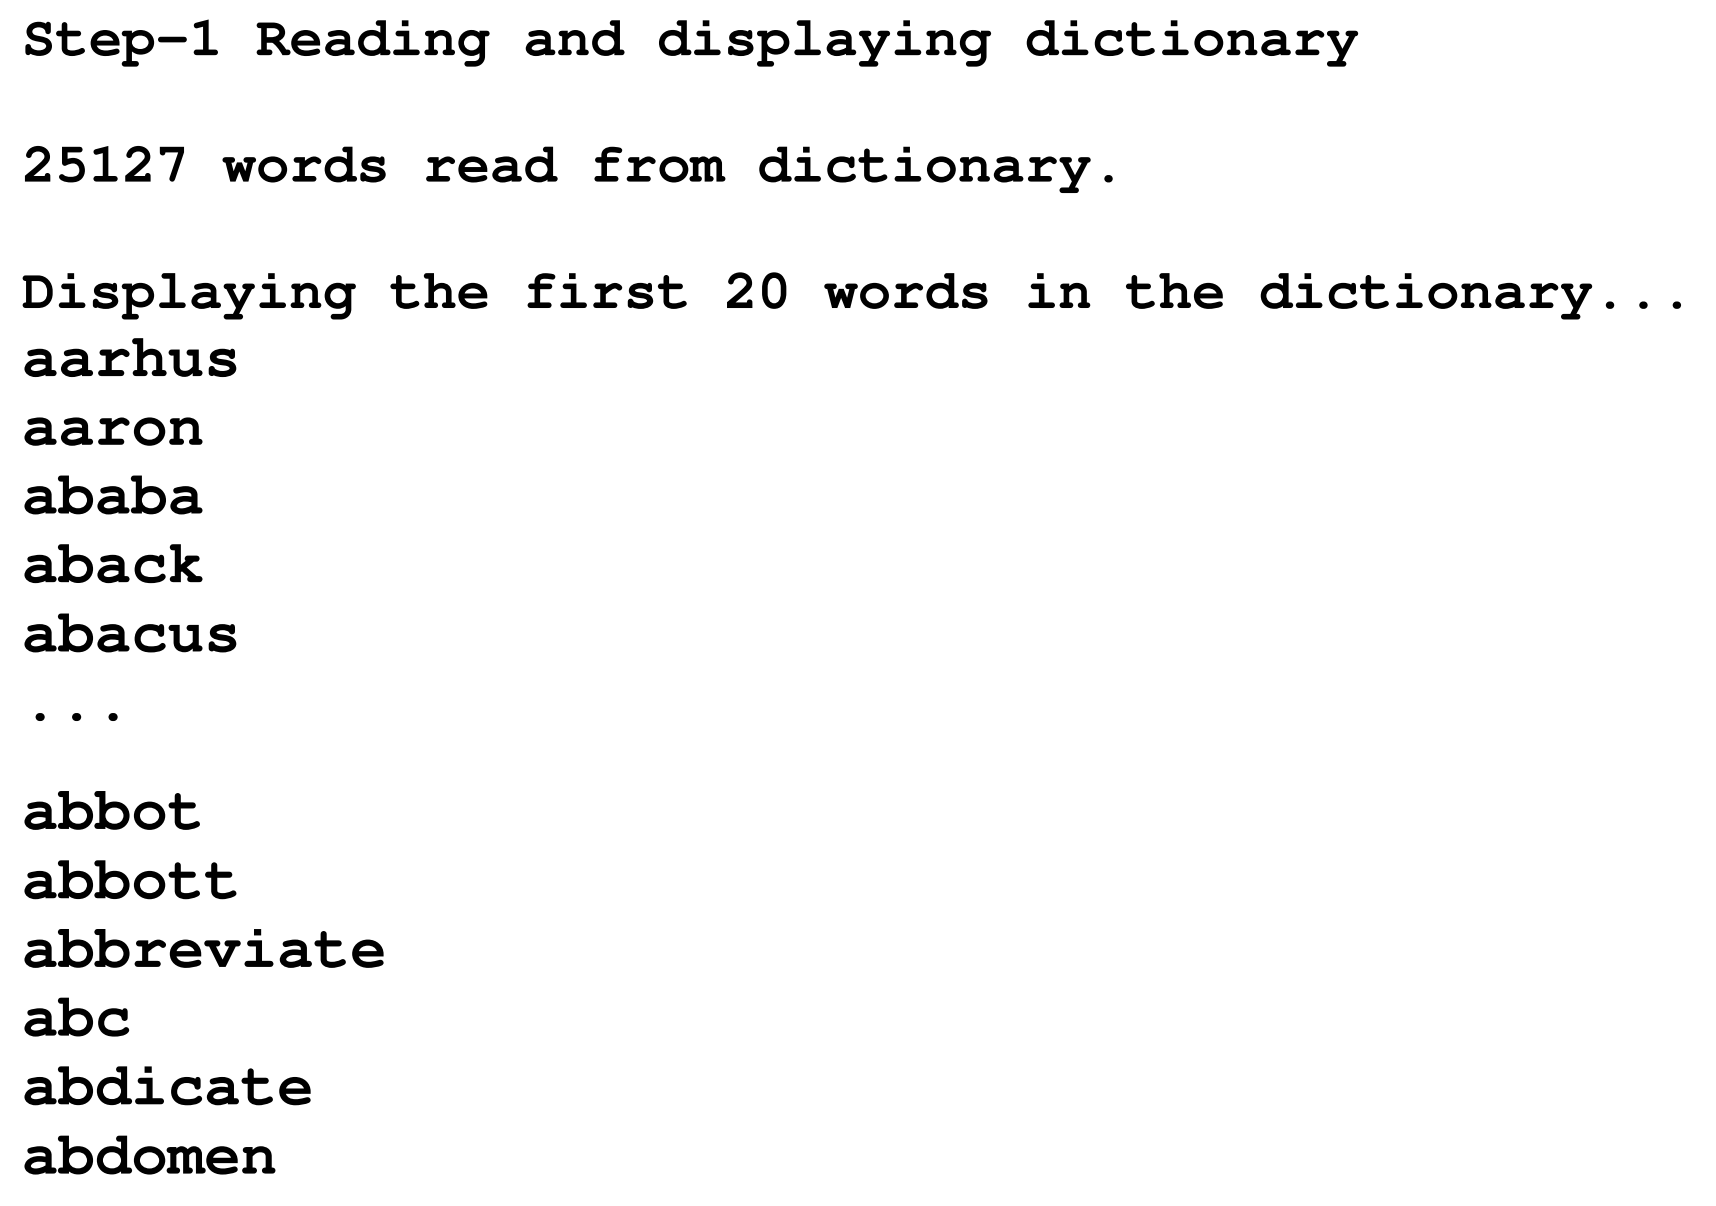 Step-1 Reading and displaying dictionary
25127 words read from dictionary.
Displaying the first 20 words in the dictionary...
aarhus
aaron
ababa
aback
abacus
...
abbot
abbott
abbreviate
abc
abdicate
abdomen